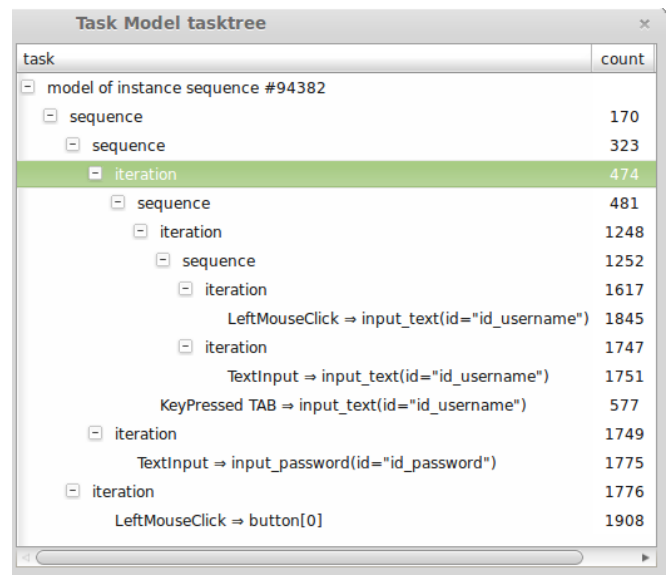 Task Model tasktree ×
task count
model of instance sequence #94382
sequence 170
sequence 323
iteration 474
sequence 481
iteration 1248
sequence 1252
iteration 1617
LeftMouseClick ⇒ input_text(id="id_username") 1845
iteration 1747
TextInput ⇒ input_text(id="id_username") 1751
KeyPressed TAB ⇒ input_text(id="id_username") 577
iteration 1749
TextInput ⇒ input_password(id="id_password") 1775
iteration 1776
LeftMouseClick ⇒ button[0] 1908